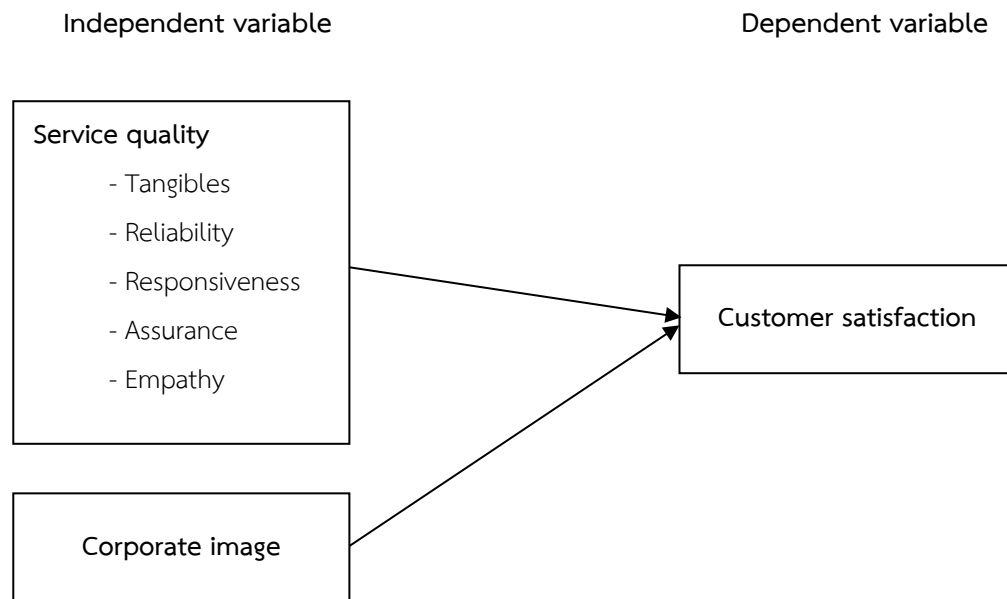 Independent variable
Dependent variable
Service quality
- Tangibles
- Reliability
- Responsiveness
- Assurance
- Empathy
Customer satisfaction
Corporate image